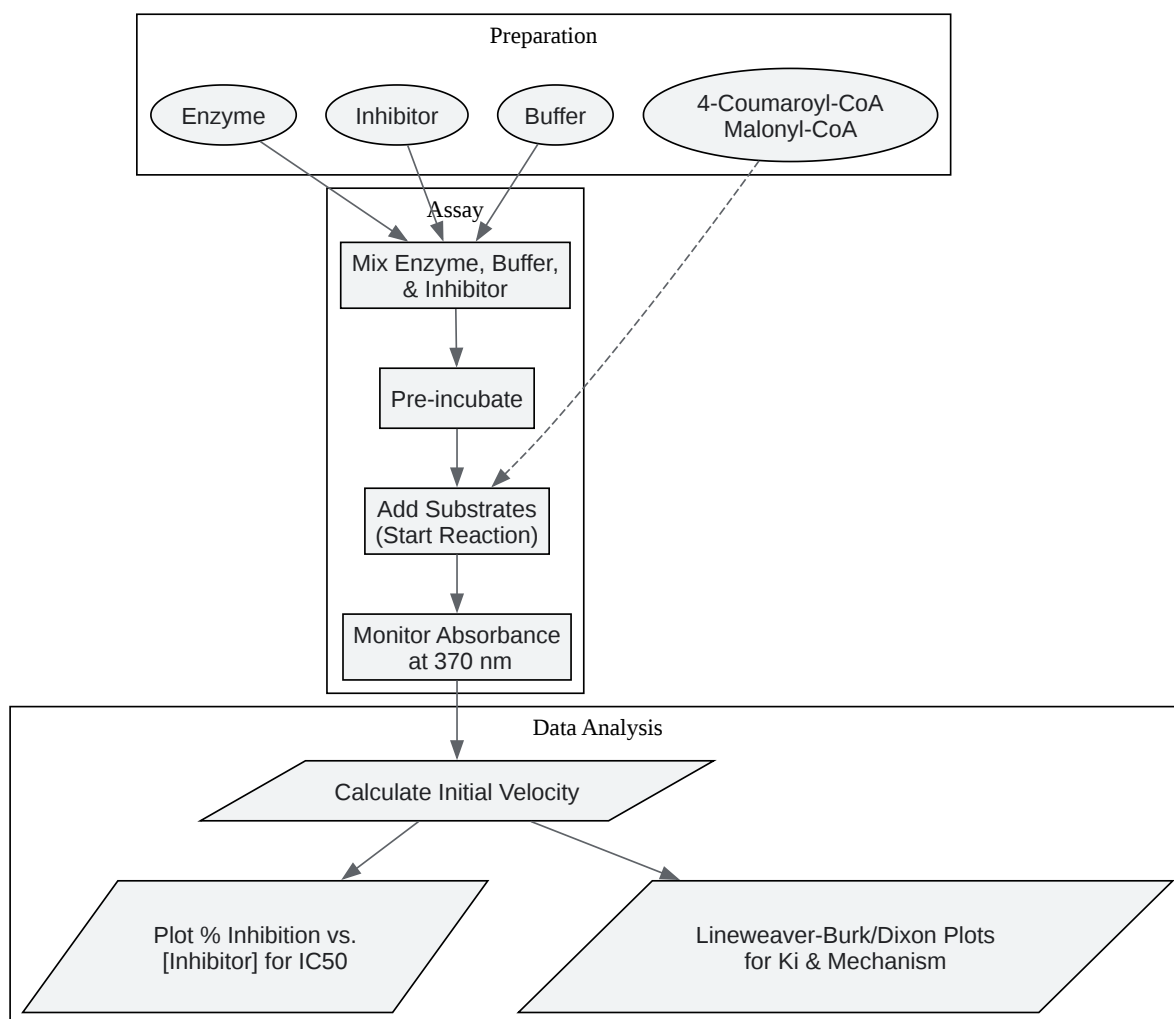 Preparation
Enzyme
Inhibitor
Buffer
4-Coumaroyl-CoA
Malonyl-CoA
Assay
Mix Enzyme, Buffer,
& Inhibitor
Pre-incubate
Add Substrates
(Start Reaction)
Monitor Absorbance
at 370 nm
Data Analysis
Calculate Initial Velocity
Plot % Inhibition vs.
[Inhibitor] for IC50
Lineweaver-Burk/Dixon Plots
for Ki & Mechanism